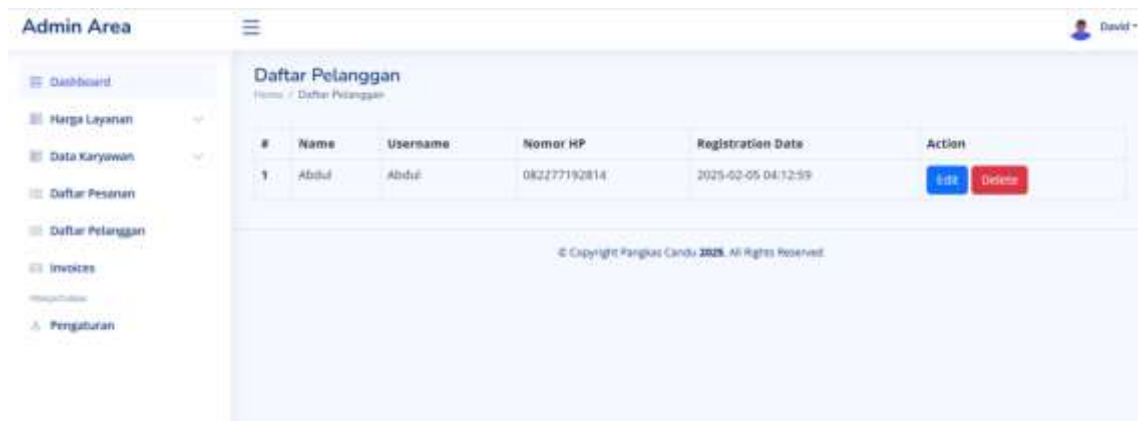 Admin Area
David
Dashboard
Harga Layanan
Data Karyawan
Daftar Pesanan
Daftar Pelanggan
Invoices
Pengaturan
Daftar Pelanggan
Home / Daftar Pelanggan
# Name Username Nomor HP Registration Date Action
1 Abdul Abdul 082277192814 2025-02-05 04:12:59 Edit Delete
© Copyright Pangkas Candu 2025. All Rights Reserved